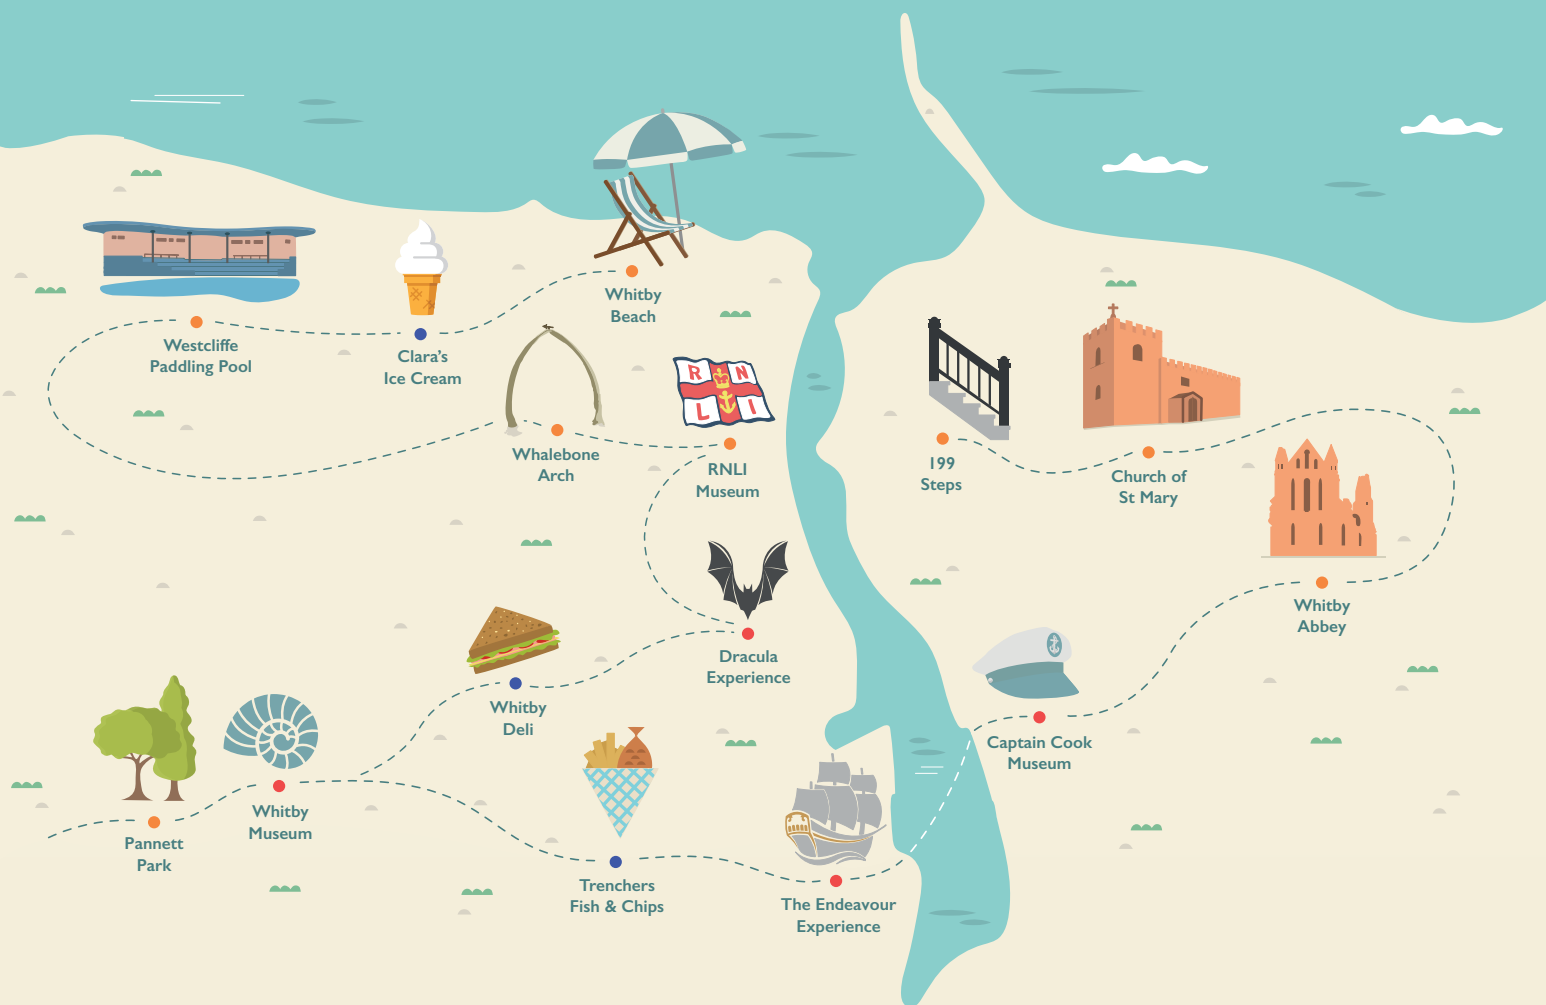 Whitby
Beach
Westcliffe
Paddling Pool
Clara's
Ice Cream
R N
L I
Whalebone
Arch
RNLI
Museum
199
Steps
Church of
St Mary
Whitby
Abbey
Dracula
Experience
Whitby
Deli
Captain Cook
Museum
Whitby
Museum
Pannett
Park
Trenchers
Fish & Chips
The Endeavour
Experience